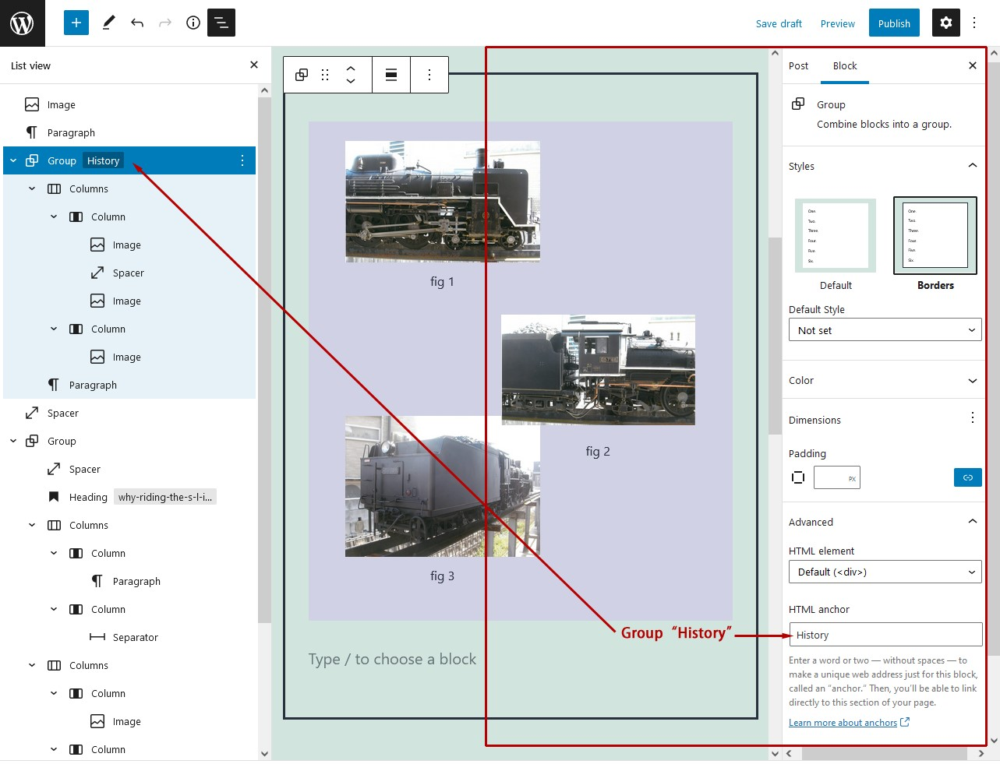 Save draft
Preview
Publish
List view
Image
Paragraph
Group History
Columns
Column
Image
Spacer
Image
Column
Image
Paragraph
Spacer
Group
Spacer
Heading why-riding-the-s-l-i...
Columns
Column
Paragraph
Column
Separator
Columns
Column
Image
Column
fig 1
fig 2
fig 3
Group “History”
Type / to choose a block
Post Block
Group
Combine blocks into a group.
Styles
One.
Two.
Three.
Four.
Five.
Six.
One.
Two.
Three.
Four.
Five.
Six.
Default
Borders
Default Style
Not set
Color
Dimensions
Padding
PX
Advanced
HTML element
Default (<div>)
HTML anchor
History
Enter a word or two — without spaces — to
make a unique web address just for this block,
called an “anchor.” Then, you’ll be able to link
directly to this section of your page.
Learn more about anchors